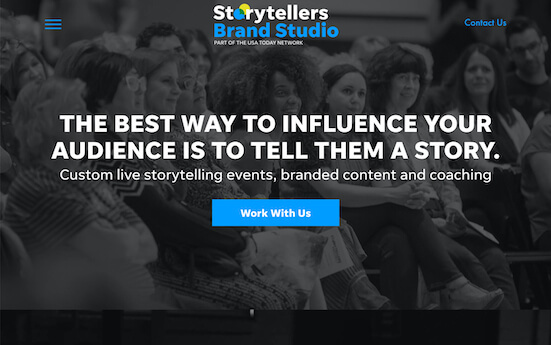 Storytellers
Brand Studio
PART OF THE USA TODAY NETWORK
Contact Us
THE BEST WAY TO INFLUENCE YOUR
AUDIENCE IS TO TELL THEM A STORY.
Custom live storytelling events, branded content and coaching
Work With Us